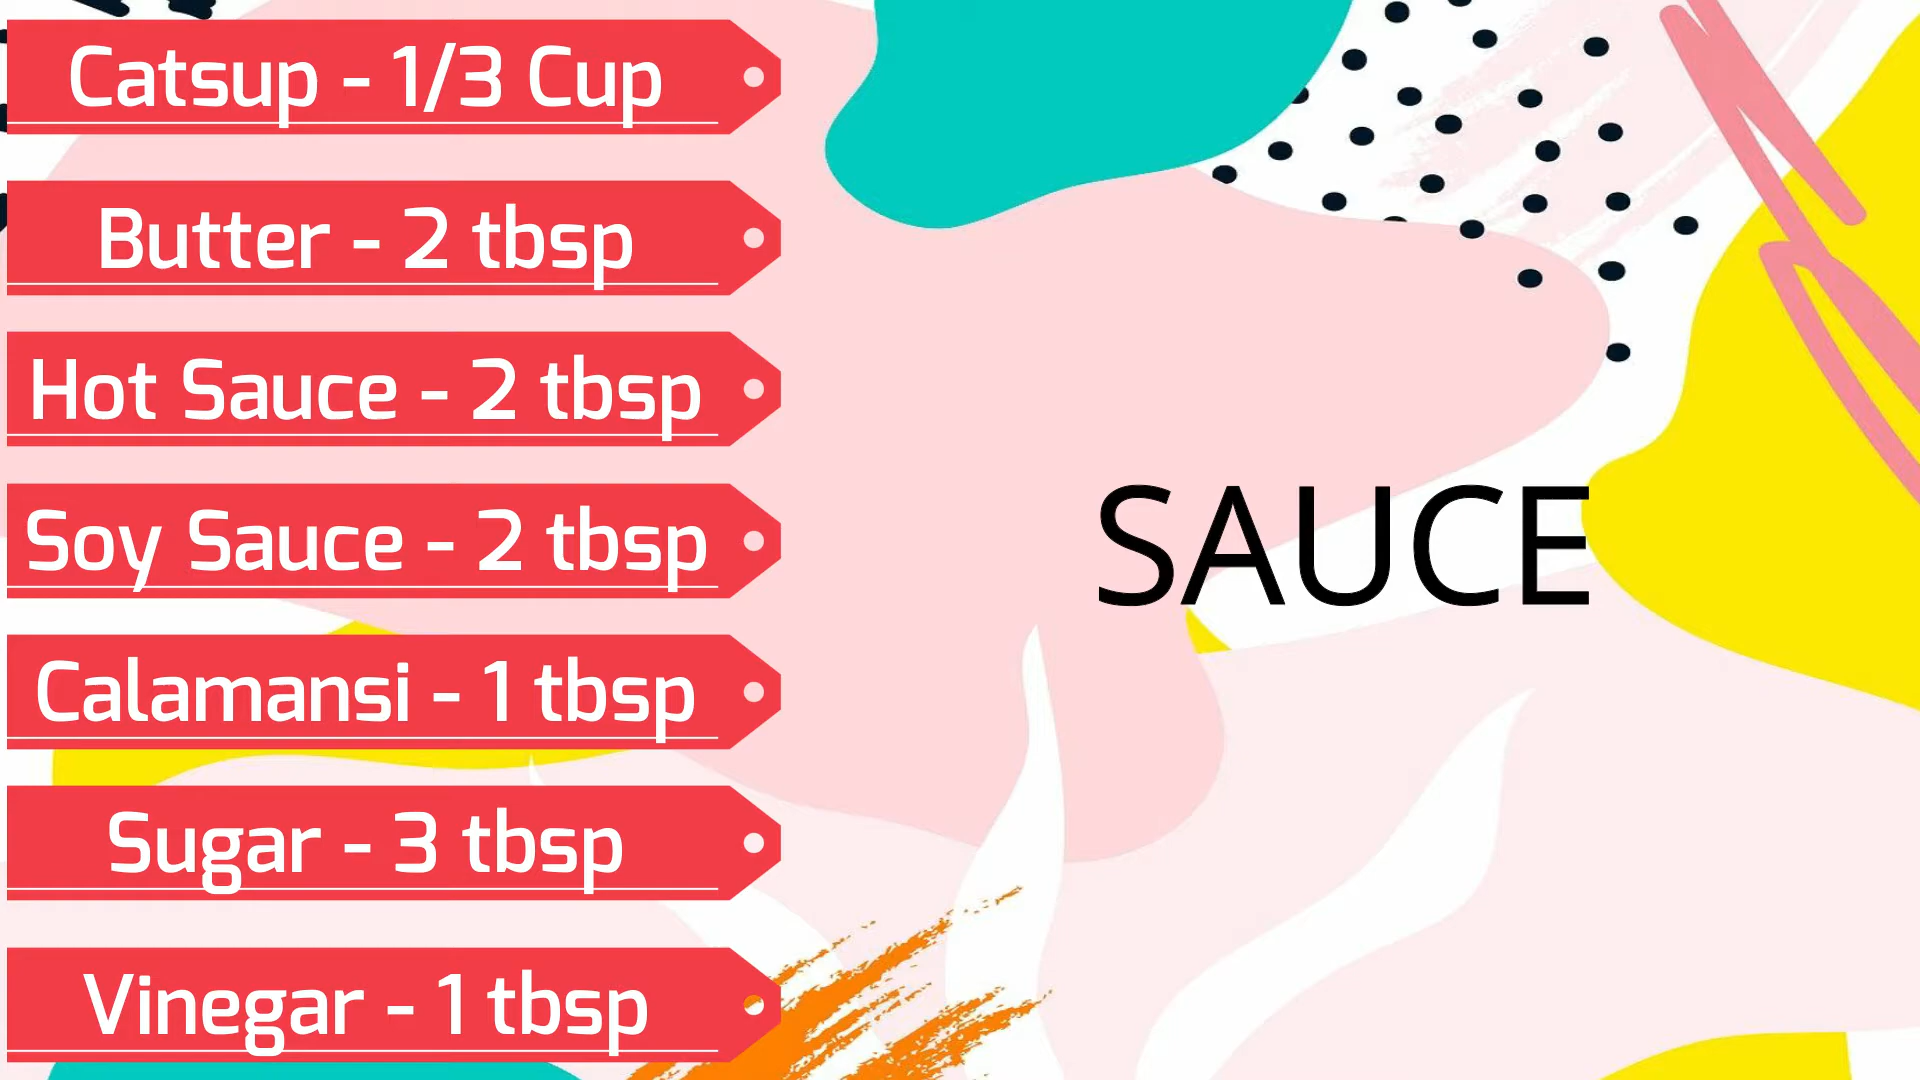 Catsup - 1/3 Cup
Butter - 2 tbsp
Hot Sauce - 2 tbsp
Soy Sauce - 2 tbsp
Calamansi - 1 tbsp
Sugar - 3 tbsp
Vinegar - 1 tbsp
SAUCE